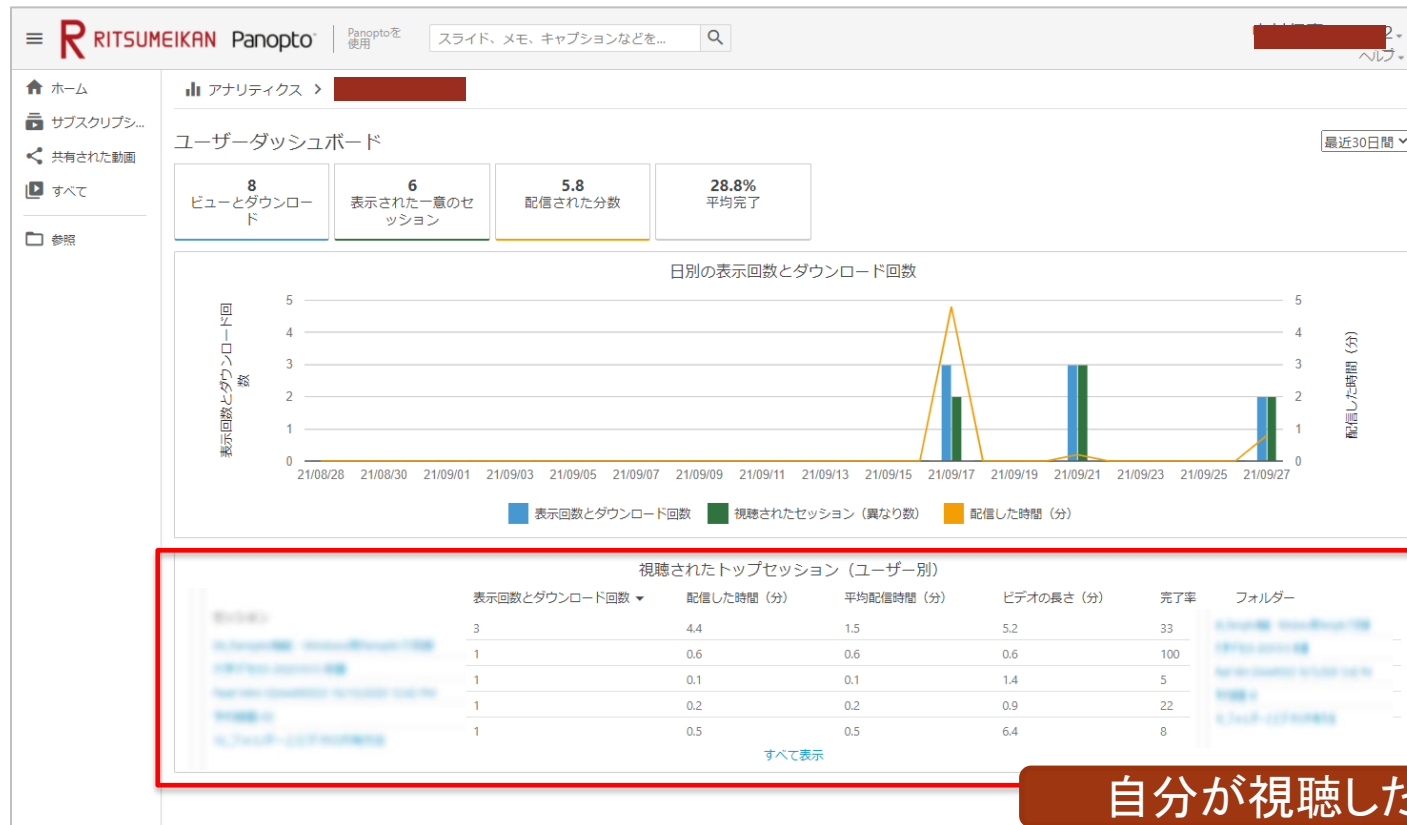 RITSUMEIKAN Panopto Panoptoを使用 スライド、メモ、キャプションなどを...
ヘルプ
ホーム
サブスクリプシ...
共有された動画
すべて
参照
アナリティクス >
ユーザーダッシュボード
最近30日間
8
ビューとダウンロード
6
表示された一意のセッション
5.8
配信された分数
28.8%
平均完了
日別の表示回数とダウンロード回数
表示回数とダウンロード回数
5
4
3
2
1
0
5
4
3
2
1
0
配信した時間（分）
21/08/28 21/08/30 21/09/01 21/09/03 21/09/05 21/09/07 21/09/09 21/09/11 21/09/13 21/09/15 21/09/17 21/09/19 21/09/21 21/09/23 21/09/25 21/09/27
表示回数とダウンロード回数 視聴されたセッション（異なり数） 配信した時間（分）
視聴されたトップセッション（ユーザー別）
表示回数とダウンロード回数 配信した時間（分） 平均配信時間（分） ビデオの長さ（分） 完了率 フォルダー
3 4.4 1.5 5.2 33
1 0.6 0.6 0.6 100
1 0.1 0.1 1.4 5
1 0.2 0.2 0.9 22
1 0.5 0.5 6.4 8
すべて表示
自分が視聴した